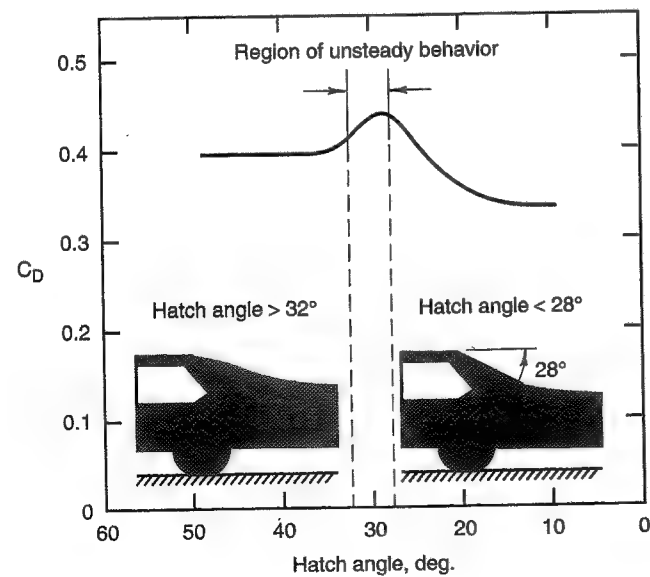 Region of unsteady behavior
0.5
0.4
0.3
C_D
0.2
0.1
0
Hatch angle > 32°
Hatch angle < 28°
28°
60 50 40 30 20 10 0
Hatch angle, deg.